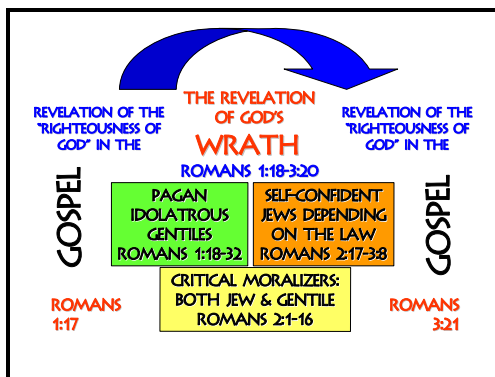 REVELATION OF THE
"RIGHTEOUSNESS OF
GOD" IN THE
GOSPEL
ROMANS
1:17
THE REVELATION
OF GOD'S
WRATH
ROMANS 1:18-3:20
PAGAN
IDOLATROUS
GENTILES
ROMANS 1:18-32
SELF-CONFIDENT
JEWS DEPENDING
ON THE LAW
ROMANS 2:17-3:8
CRITICAL MORALIZERS:
BOTH JEW & GENTILE
ROMANS 2:1-16
REVELATION OF THE
"RIGHTEOUSNESS OF
GOD" IN THE
GOSPEL
ROMANS
3:21